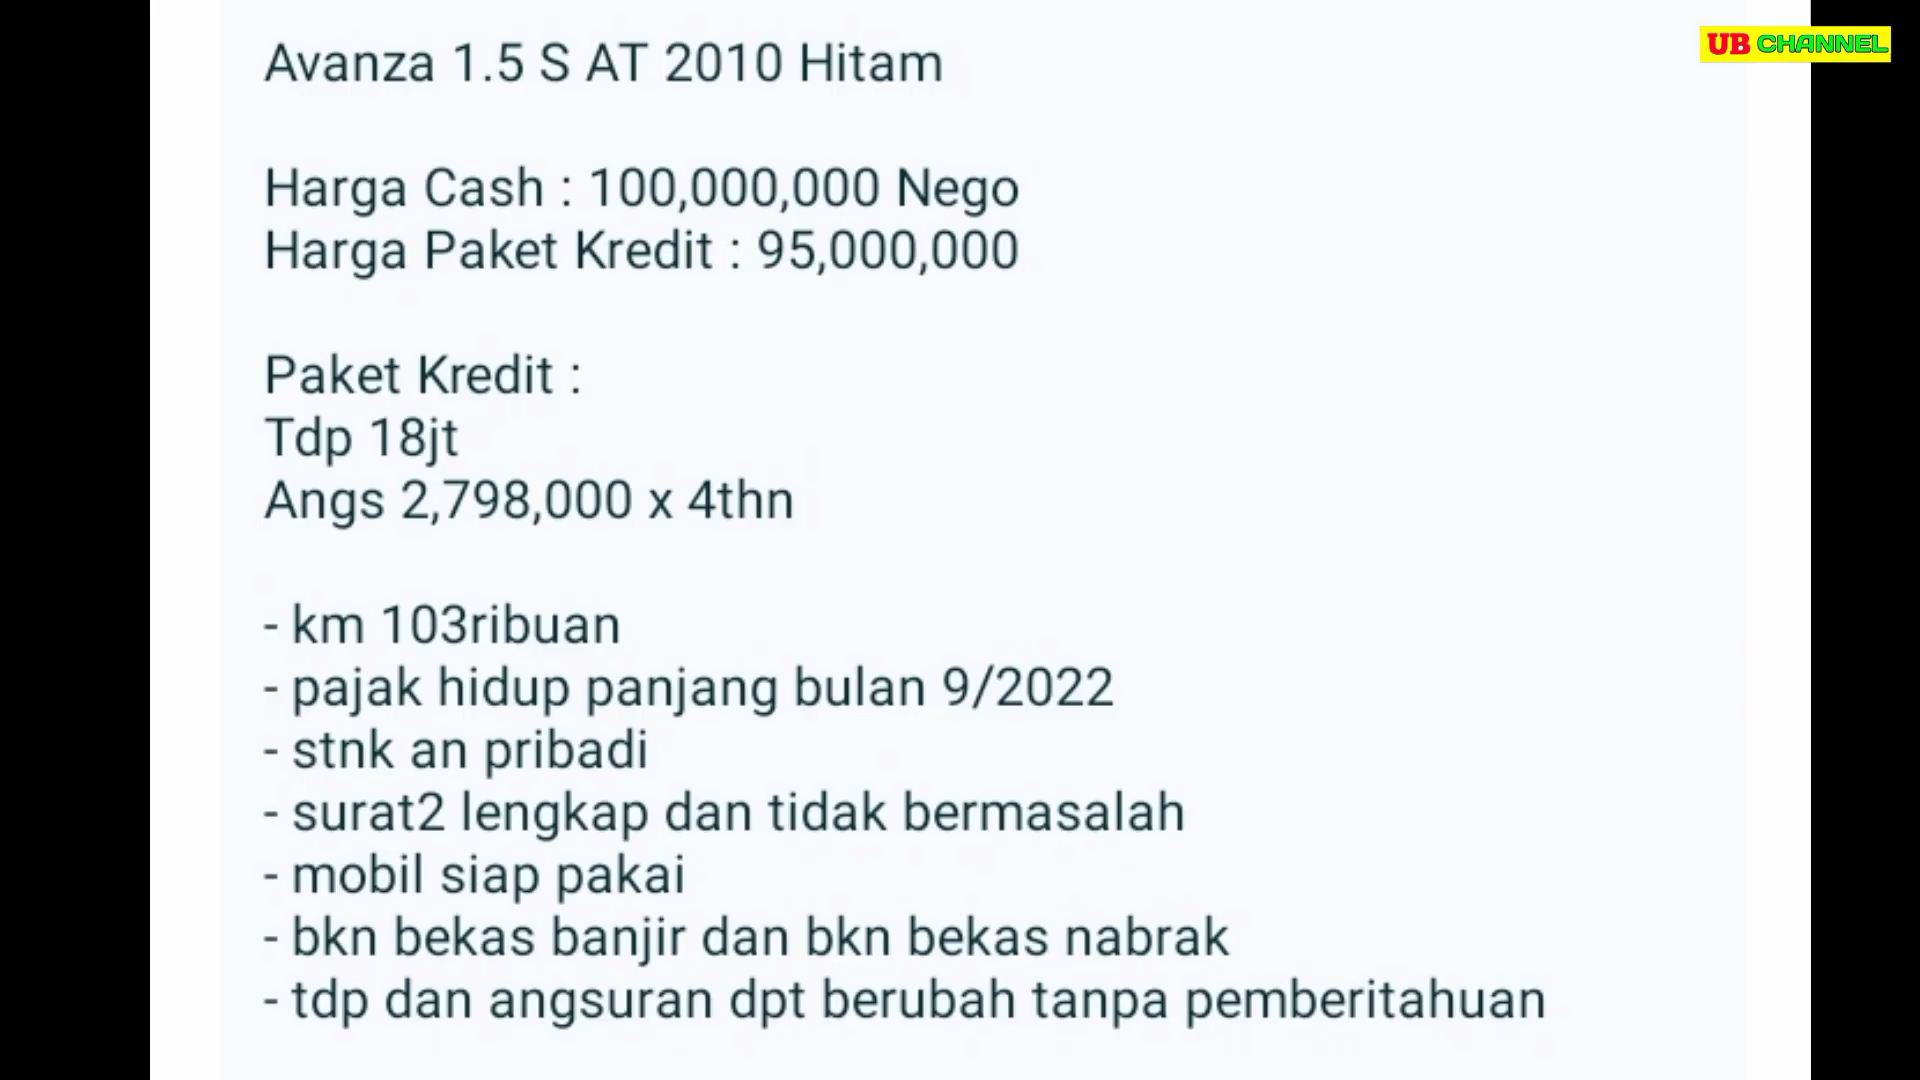 UB CHANNEL
Avanza 1.5 S AT 2010 Hitam
Harga Cash : 100,000,000 Nego
Harga Paket Kredit : 95,000,000
Paket Kredit :
Tdp 18jt
Angs 2,798,000 x 4thn
- km 103ribuan
- pajak hidup panjang bulan 9/2022
- stnk an pribadi
- surat2 lengkap dan tidak bermasalah
- mobil siap pakai
- bkn bekas banjir dan bkn bekas nabrak
- tdp dan angsuran dpt berubah tanpa pemberitahuan